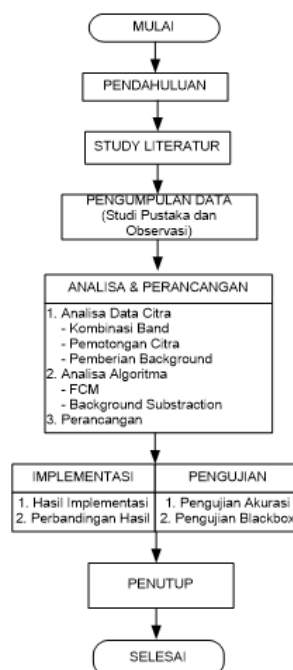 MULAI
PENDAHULUAN
STUDY LITERATUR
PENGUMPULAN DATA
(Studi Pustaka dan
Observasi)
ANALISA & PERANCANGAN
1. Analisa Data Citra
- Kombinasi Band
- Pemotongan Citra
- Pemberian Background
2. Analisa Algoritma
- FCM
- Background Substraction
3. Perancangan
IMPLEMENTASI
1. Hasil Implementasi
2. Perbandingan Hasil
PENGUJIAN
1. Pengujian Akurasi
2. Pengujian Blackbox
PENUTUP
SELESAI